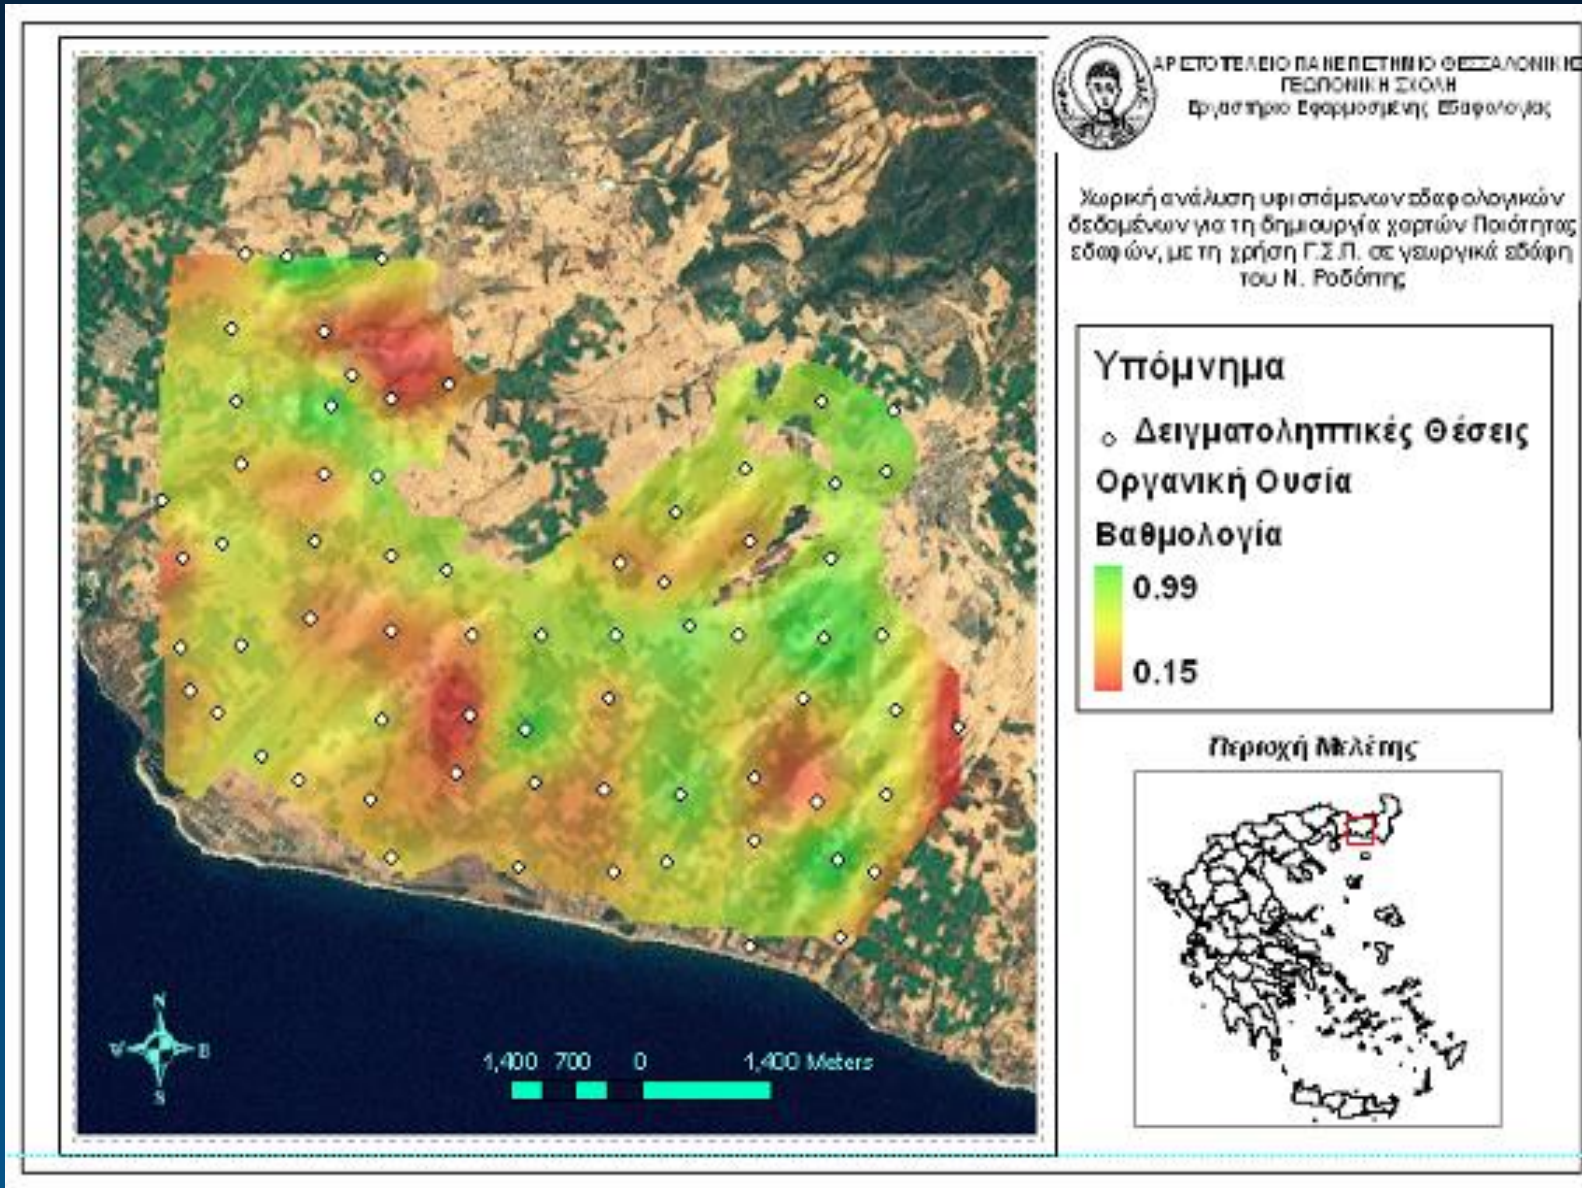 ΑΡΙΣΤΟΤΕΛΕΙΟ ΠΑΝΕΠΙΣΤΗΜΙΟ ΘΕΣΣΑΛΟΝΙΚΗΣ
ΓΕΩΠΟΝΙΚΗ ΣΧΟΛΗ
Εργαστήριο Εφαρμοσμένης Εδαφολογίας
Χωρική ανάλυση υφιστάμενων εδαφολογικών
δεδομένων για τη δημιουργία χαρτών Ποιότητας
εδαφών, με τη χρήση Γ.Σ.Π. σε γεωργικά εδάφη
του Ν. Ροδόπης
Υπόμνημα
Δειγματοληπτικές Θέσεις
Οργανική Ουσία
Βαθμολογία
0.99
0.15
Περιοχή Μελέτης
N
W E
S
1,400 700 0 1,400 Meters